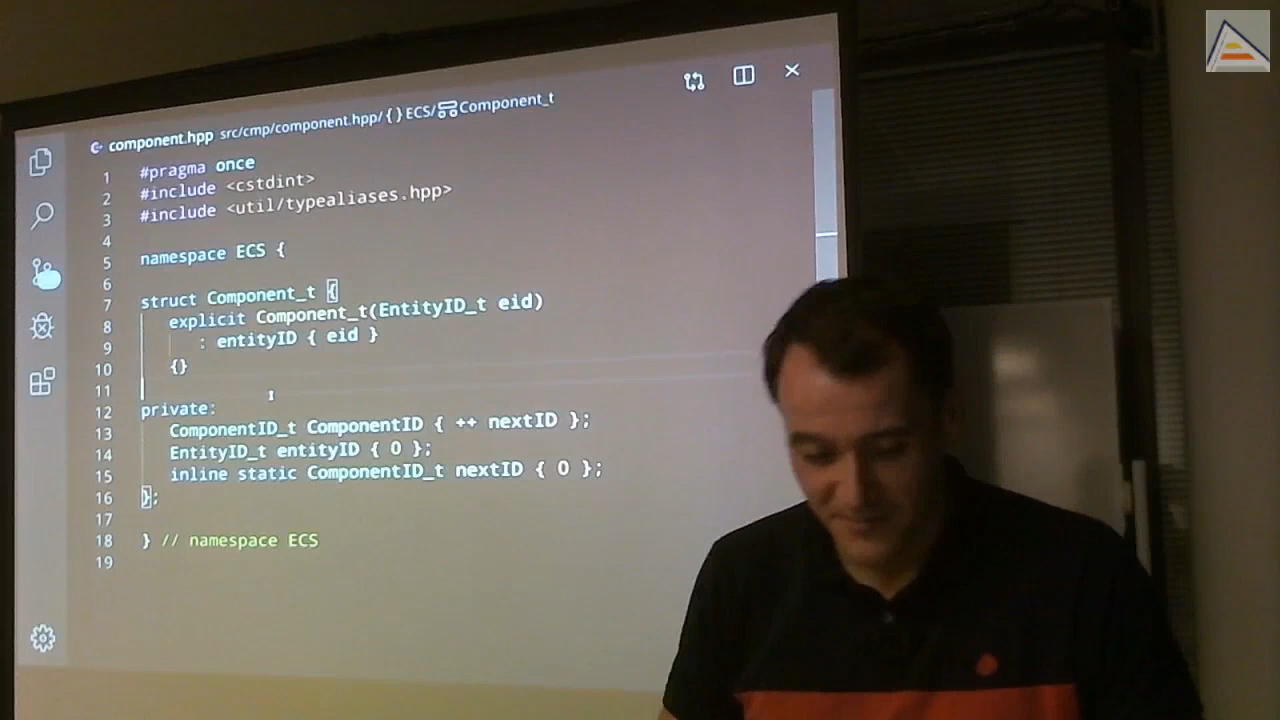 component.hpp src/cmp/component.hpp/{}ECS/Component_t
1 #pragma once
2 #include <cstdint>
3 #include <util/typealiases.hpp>
4
5 namespace ECS {
6
7 struct Component_t {
8 explicit Component_t(EntityID_t eid)
9 : entityID { eid }
10 {}
11
12 private:
13 ComponentID_t ComponentID { ++ nextID };
14 EntityID_t entityID { 0 };
15 inline static ComponentID_t nextID { 0 };
16 };
17
18 } // namespace ECS
19